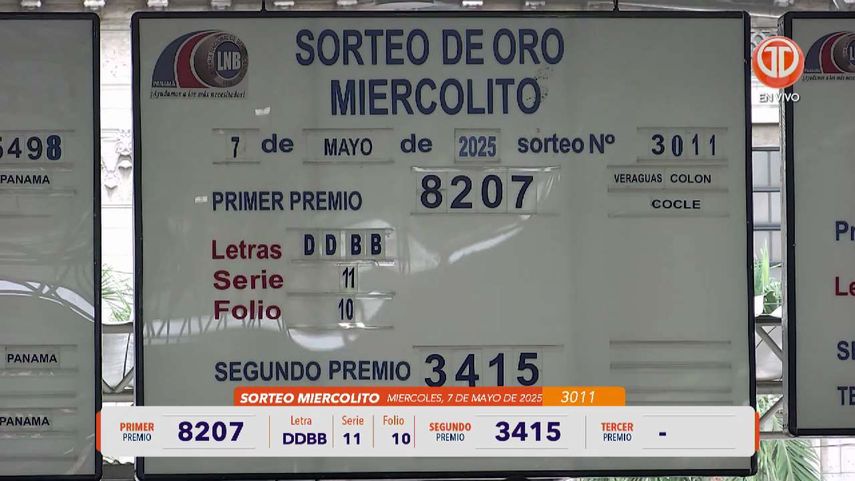 SORTEO DE ORO
MIERCOLITO
LNB
PANAMA
¡Ayudamos a los más necesitados!
EN VIVO
7 de MAYO de 2025 sorteo Nº 3011
PRIMER PREMIO 8207 VERAGUAS COLON
COCLE
Letras DDBB
Serie 11
Folio 10
SEGUNDO PREMIO 3415
5498
PANAMA
PANAMA
PANAMA
SORTEO MIERCOLITO MIERCOLES, 7 DE MAYO DE 2025 3011
PRIMER PREMIO 8207
Letra DDBB
Serie 11
Folio 10
SEGUNDO PREMIO 3415
TERCER PREMIO -